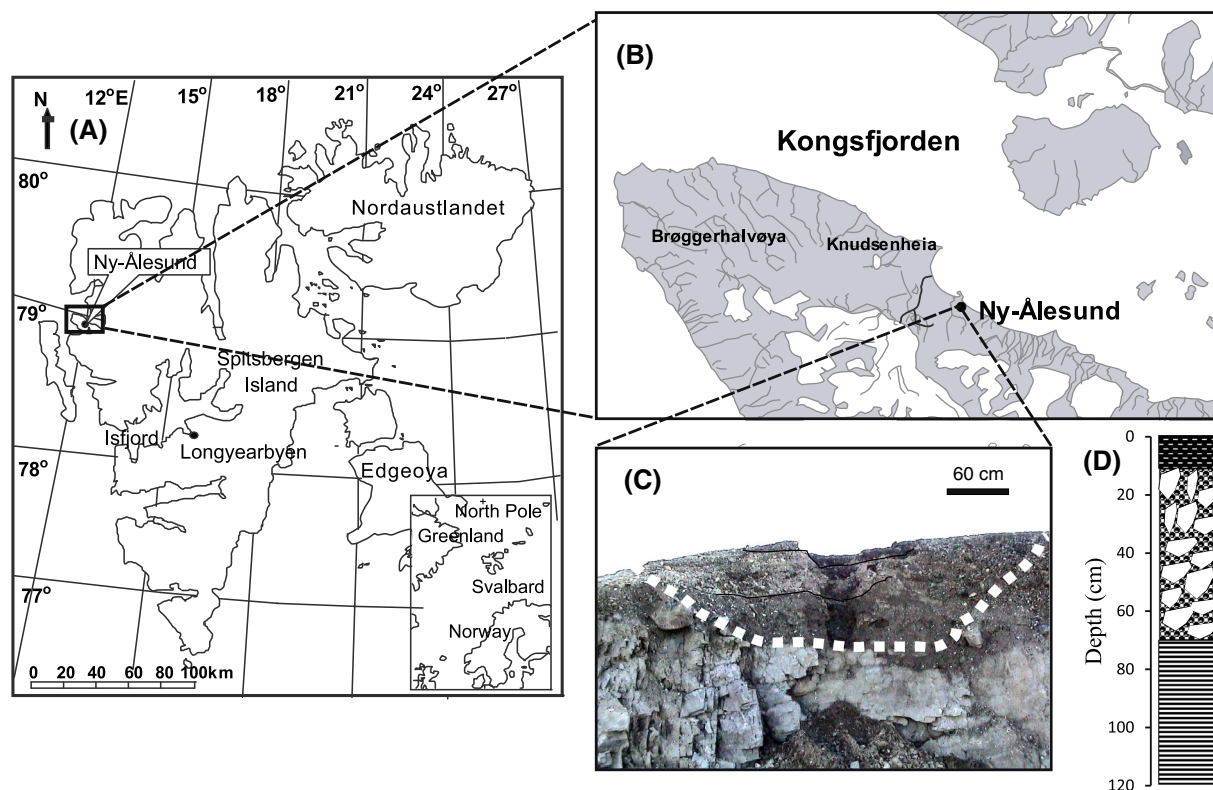 (A)
N
12°E
15°
18°
21°
24°
27°
80°
79°
78°
77°
Nordaustlandet
Ny-Ålesund
Spitsbergen
Island
Isfjord
Longyearbyen
Edgeova
0 20 40 60 80 100km
North Pole
Greenland
Svalbard
Norway
(B)
Kongsfjorden
Brøggerhalvøya
Knudsenheia
Ny-Ålesund
(C)
60 cm
(D)
Depth (cm)
0
20
40
60
80
100
120